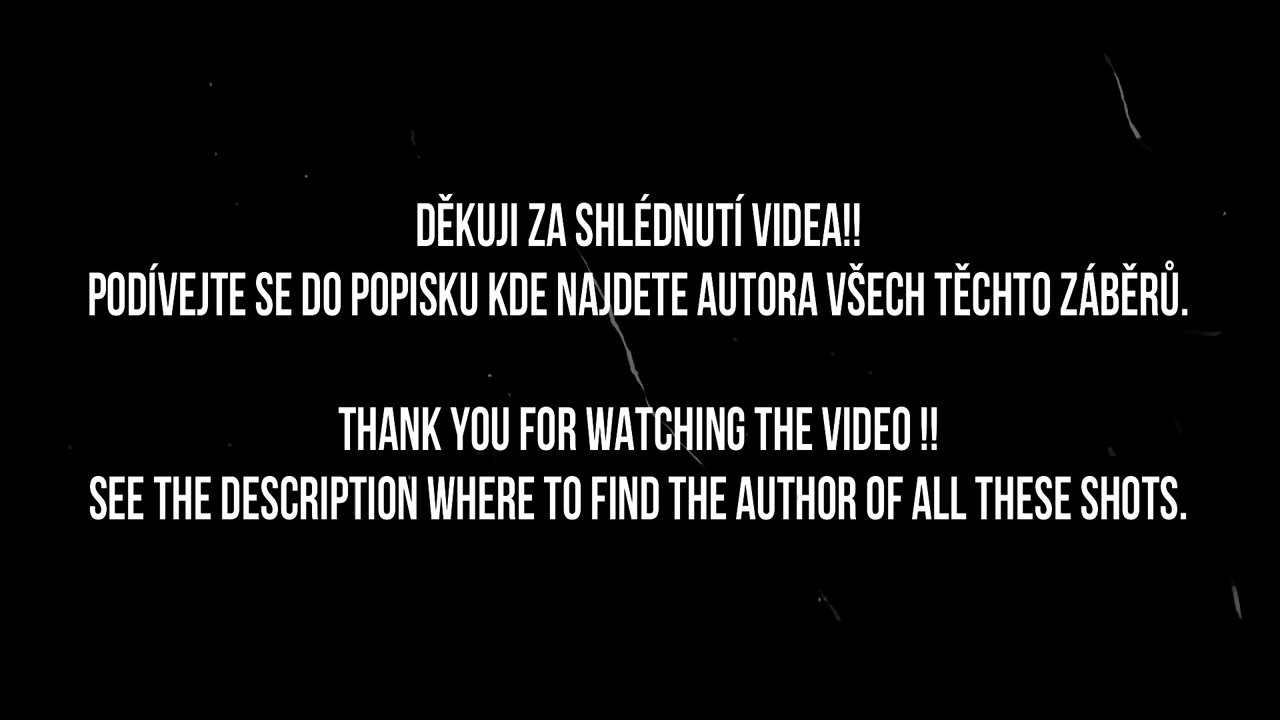 DĚKUJI ZA SHLÉDNUTÍ VIDEA!!
PODÍVEJTE SE DO POPISKU KDE NAJDETE AUTORA VŠECH TĚCHTO ZÁBĚRŮ.
THANK YOU FOR WATCHING THE VIDEO !!
SEE THE DESCRIPTION WHERE TO FIND THE AUTHOR OF ALL THESE SHOTS.